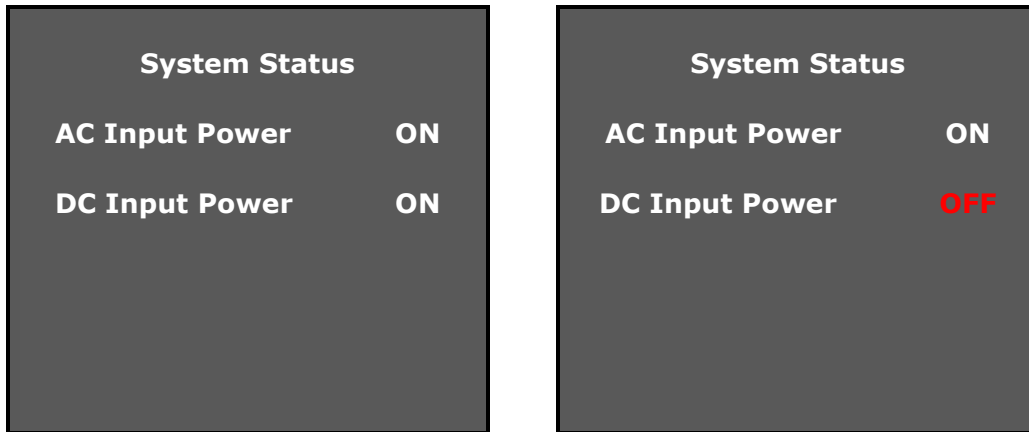 System Status
AC Input Power ON
DC Input Power ON
System Status
AC Input Power ON
DC Input Power OFF